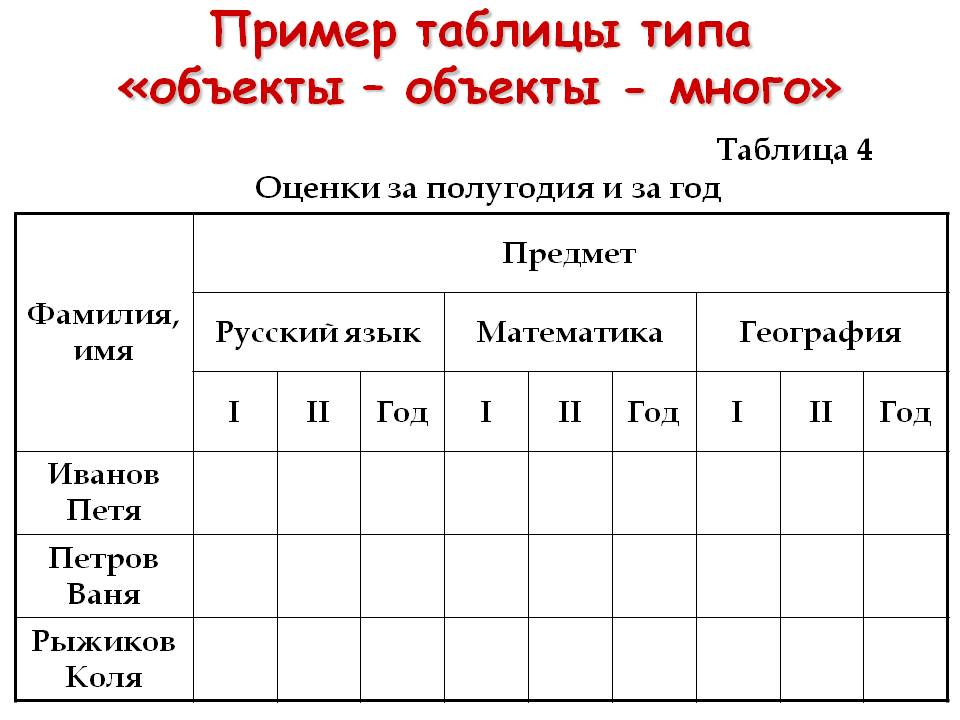 Пример таблицы типа
«объекты – объекты - много»
Таблица 4
Оценки за полугодия и за год
Фамилия,
имя
Предмет
Русский язык Математика География
I II Год I II Год I II Год
Иванов
Петя
Петров
Ваня
Рыжиков
Коля